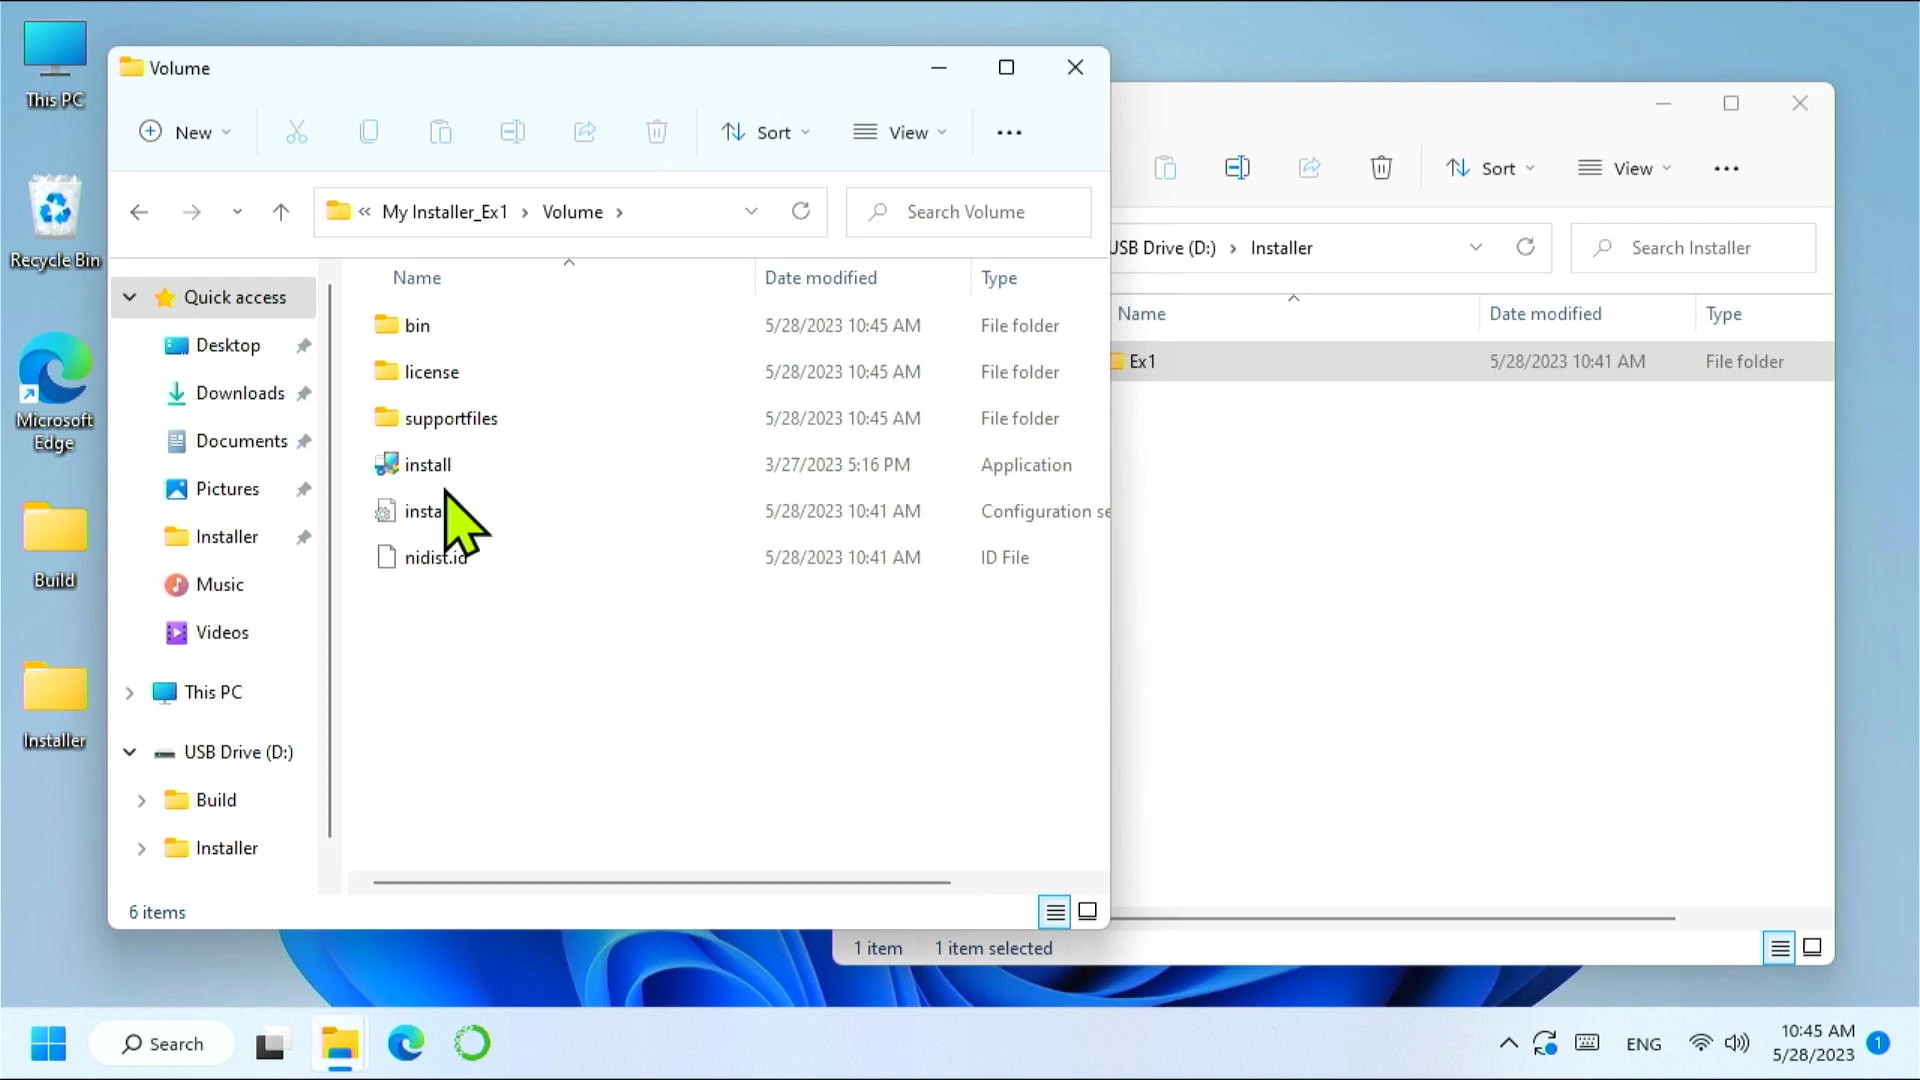 This PC
Recycle Bin
Microsoft
Edge
Build
Installer
Volume
New
Sort
View
« My Installer_Ex1 › Volume ›
Search Volume
Name
Date modified
Type
Quick access
Desktop
Downloads
Documents
Pictures
Installer
Music
Videos
This PC
USB Drive (D:)
Build
Installer
bin 5/28/2023 10:45 AM File folder
license 5/28/2023 10:45 AM File folder
supportfiles 5/28/2023 10:45 AM File folder
install 3/27/2023 5:16 PM Application
5/28/2023 10:41 AM Configuration se
nidist.id 5/28/2023 10:41 AM ID File
6 items
Sort
View
USB Drive (D:) › Installer
Search Installer
Name
Date modified
Type
Ex1 5/28/2023 10:41 AM File folder
1 item
1 item selected
Search
ENG
10:45 AM
5/28/2023
1